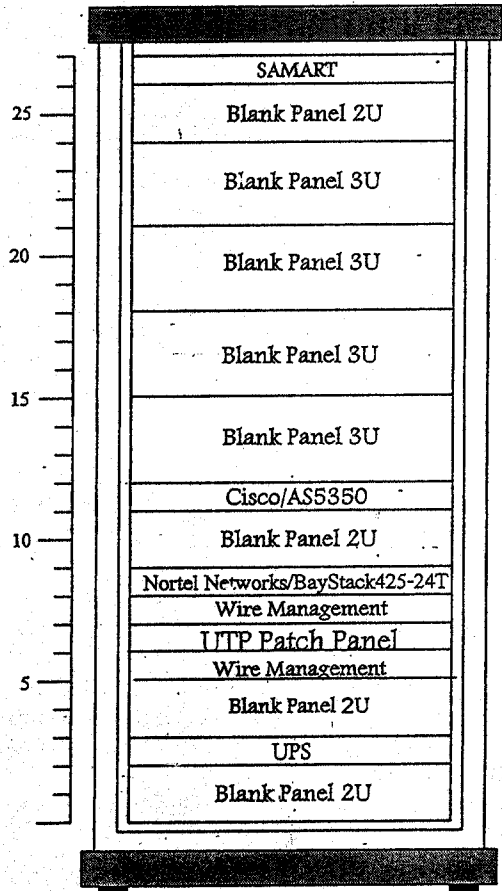 SAMART
25
Blank Panel 2U
Blank Panel 3U
20
Blank Panel 3U
Blank Panel 3U
15
Blank Panel 3U
Cisco/AS5350
10
Blank Panel 2U
Nortel Networks/BayStack425-24T
Wire Management
UTP Patch Panel
Wire Management
5
Blank Panel 2U
UPS
Blank Panel 2U